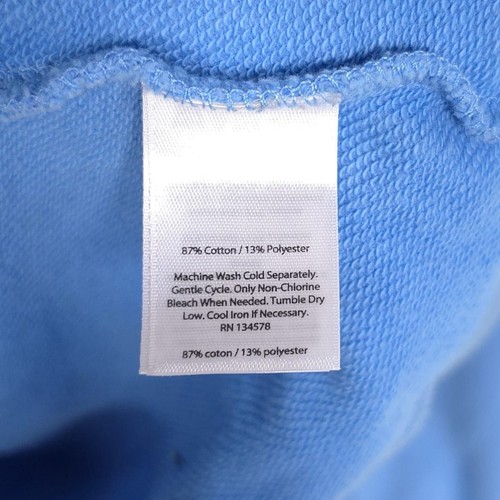 87% Cotton / 13% Polyester
Machine Wash Cold Separately.
Gentle Cycle. Only Non-Chlorine
Bleach When Needed. Tumble Dry
Low. Cool Iron If Necessary.
RN 134578
87% coton / 13% polyester